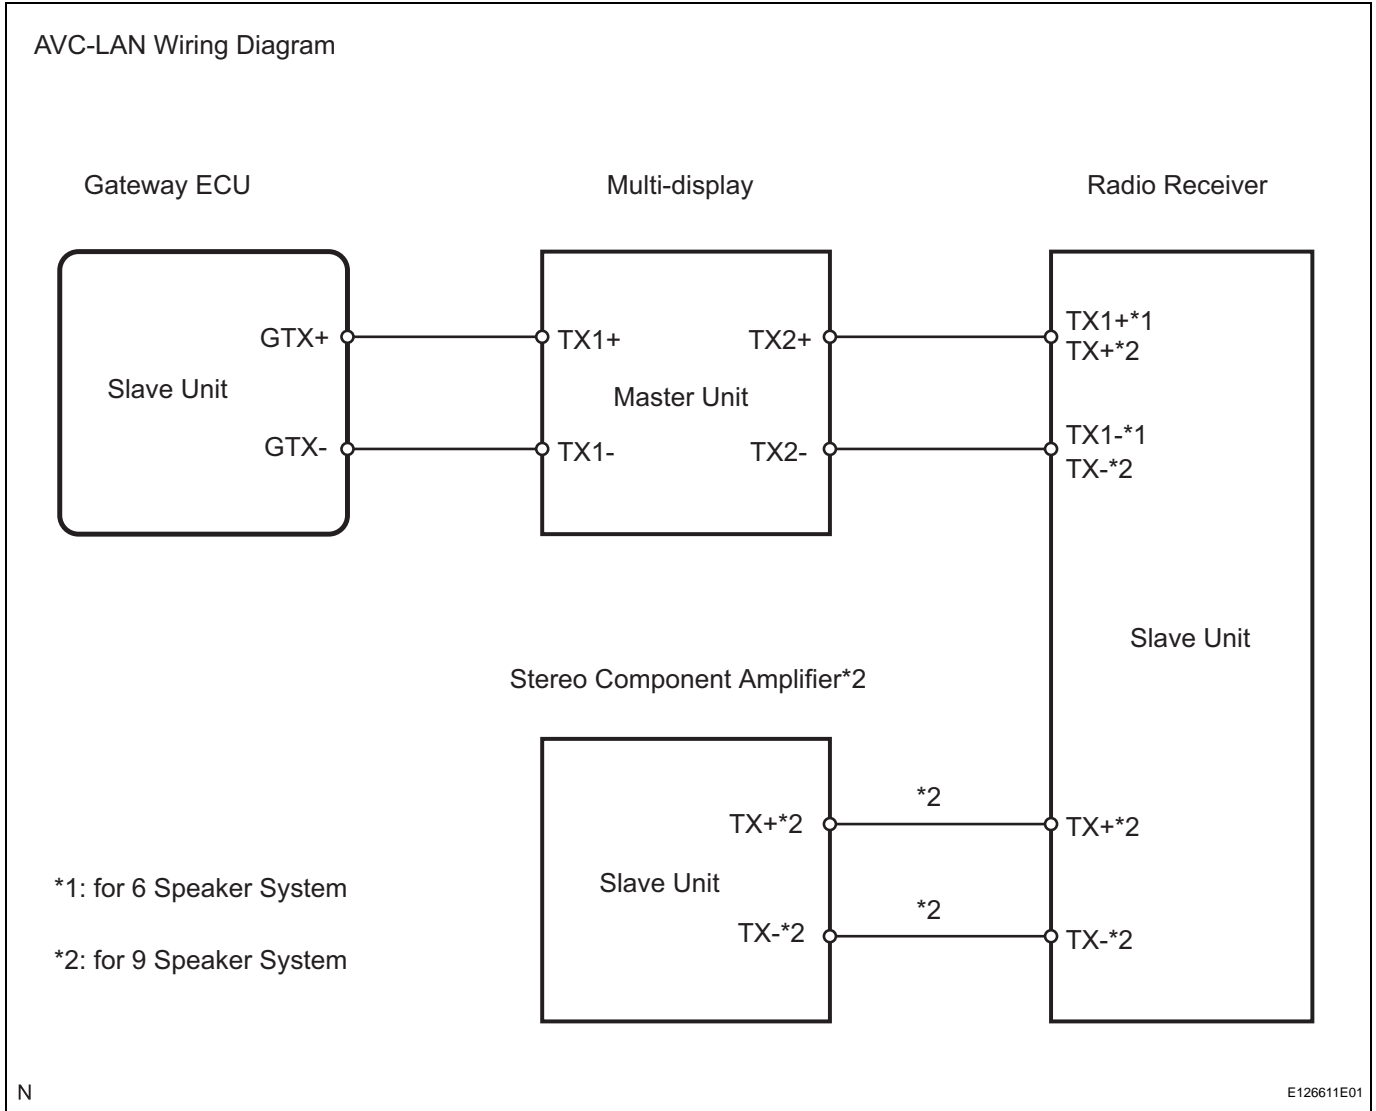 AVC-LAN Wiring Diagram
Gateway ECU
Multi-display
Radio Receiver
GTX+
TX1+
TX2+
TX1+*1
TX+*2
Slave Unit
Master Unit
GTX-
TX1-
TX2-
TX1-*1
TX-*2
Slave Unit
Stereo Component Amplifier*2
*2
TX+*2
TX+*2
*1: for 6 Speaker System
Slave Unit
*2
TX-*2
TX-*2
*2: for 9 Speaker System
N
E126611E01